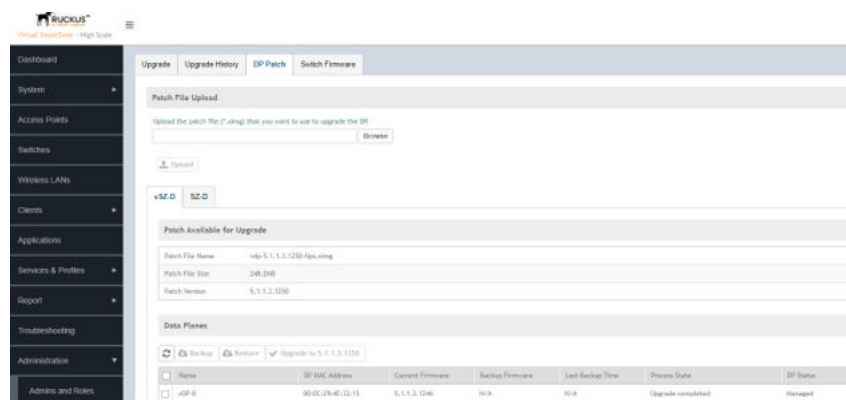 RUCKUS
Virtual SmartZone - High Scale
Dashboard
System
Access Points
Switches
Wireless LANs
Clients
Applications
Services & Profiles
Report
Troubleshooting
Administration
Admins and Roles
Upgrade Upgrade History DP Patch Switch Firmware
Patch File Upload
Upload the patch file (*.ximg) that you want to use to upgrade the DP.
Browse
Upload
vSZ-D SZ-D
Patch Available for Upgrade
Patch File Name vdp-5.1.1.3.1250-fips.ximg
Patch File Size 248.2MB
Patch Version 5.1.1.3.1250
Data Planes
Backup Restore Upgrade to 5.1.1.3.1250
Name DP MAC Address Current Firmware Backup Firmware Last Backup Time Process State DP Status
5.1.1.3.1246 N/A N/A Upgrade completed Managed